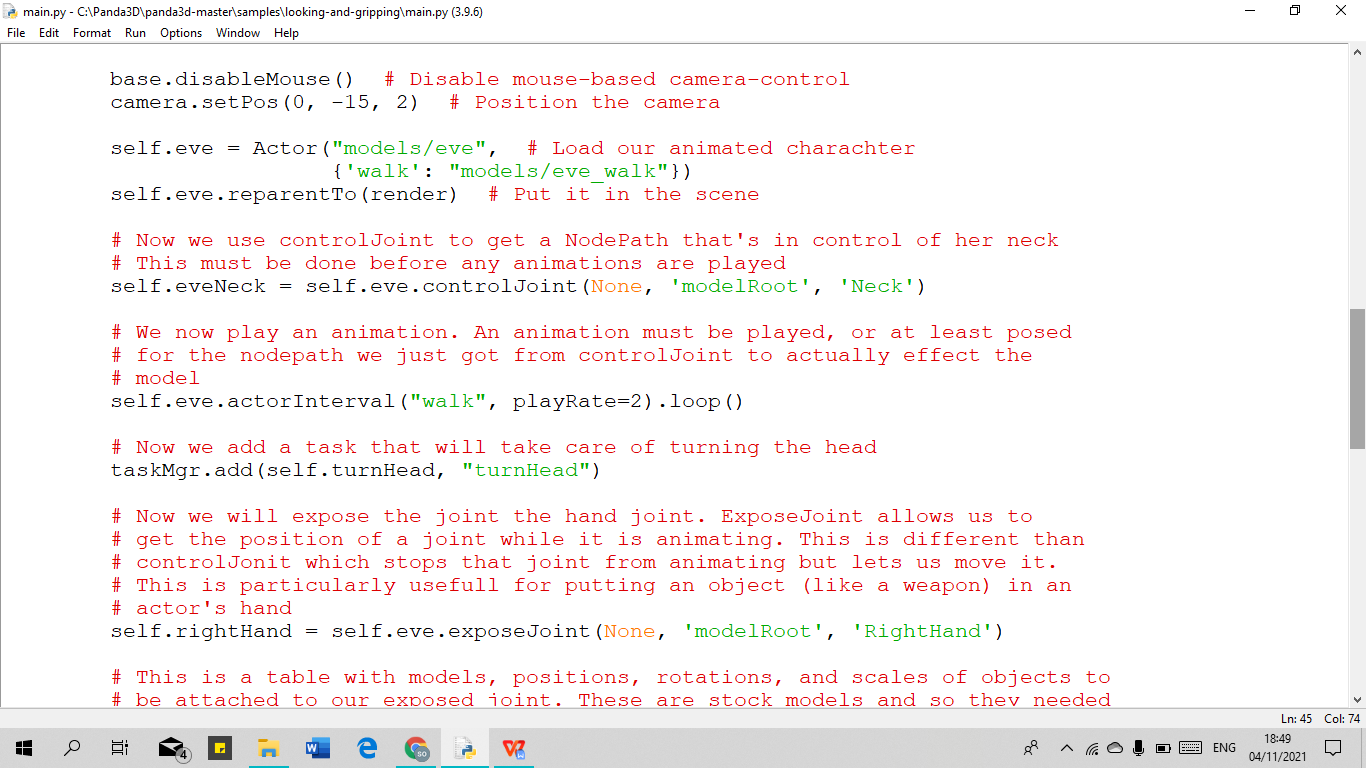 main.py - C:\Panda3D\panda3d-master\samples\looking-and-gripping\main.py (3.9.6)
File Edit Format Run Options Window Help
base.disableMouse()  # Disable mouse-based camera-control
camera.setPos(0, -15, 2)  # Position the camera
self.eve = Actor("models/eve",  # Load our animated charachter
{'walk': "models/eve_walk"})
self.eve.reparentTo(render)  # Put it in the scene
# Now we use controlJoint to get a NodePath that's in control of her neck
# This must be done before any animations are played
self.eveNeck = self.eve.controlJoint(None, 'modelRoot', 'Neck')
# We now play an animation. An animation must be played, or at least posed
# for the nodepath we just got from controlJoint to actually effect the
# model
self.eve.actorInterval("walk", playRate=2).loop()
# Now we add a task that will take care of turning the head
taskMgr.add(self.turnHead, "turnHead")
# Now we will expose the joint the hand joint. ExposeJoint allows us to
# get the position of a joint while it is animating. This is different than
# controlJonit which stops that joint from animating but lets us move it.
# This is particularly usefull for putting an object (like a weapon) in an
# actor's hand
self.rightHand = self.eve.exposeJoint(None, 'modelRoot', 'RightHand')
# This is a table with models, positions, rotations, and scales of objects to
# be attached to our exposed joint. These are stock models and so they needed
Ln: 45 Col: 74
4
SO
ENG
18:49
04/11/2021